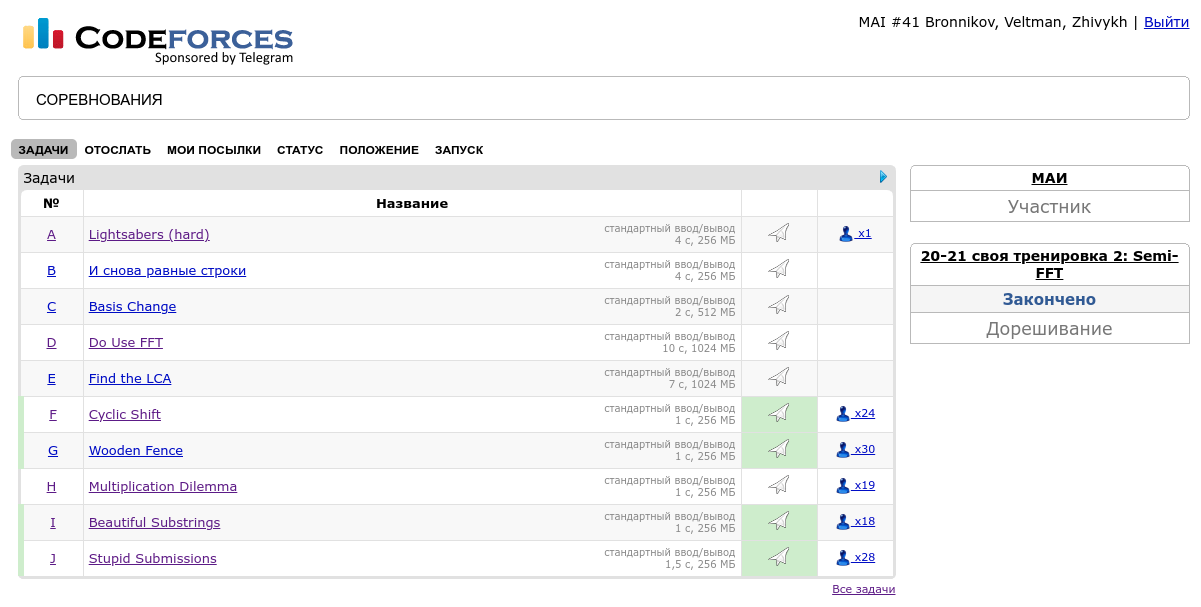 MAI #41 Bronnikov, Veltman, Zhivykh | Выйти
CODEFORCES
Sponsored by Telegram
СОРЕВНОВАНИЯ
ЗАДАЧИ ОТОСЛАТЬ МОИ ПОСЫЛКИ СТАТУС ПОЛОЖЕНИЕ ЗАПУСК
Задачи
№ Название
A Lightsabers (hard) стандартный ввод/вывод
4 с, 256 МБ
x1
B И снова равные строки стандартный ввод/вывод
4 с, 256 МБ
C Basis Change стандартный ввод/вывод
2 с, 512 МБ
D Do Use FFT стандартный ввод/вывод
10 с, 1024 МБ
E Find the LCA стандартный ввод/вывод
7 с, 1024 МБ
F Cyclic Shift стандартный ввод/вывод
1 с, 256 МБ
x24
G Wooden Fence стандартный ввод/вывод
1 с, 256 МБ
x30
H Multiplication Dilemma стандартный ввод/вывод
1 с, 256 МБ
x19
I Beautiful Substrings стандартный ввод/вывод
1 с, 256 МБ
x18
J Stupid Submissions стандартный ввод/вывод
1,5 с, 256 МБ
x28
Все задачи
МАИ
Участник
20-21 своя тренировка 2: Semi-
FFT
Закончено
Дорешивание